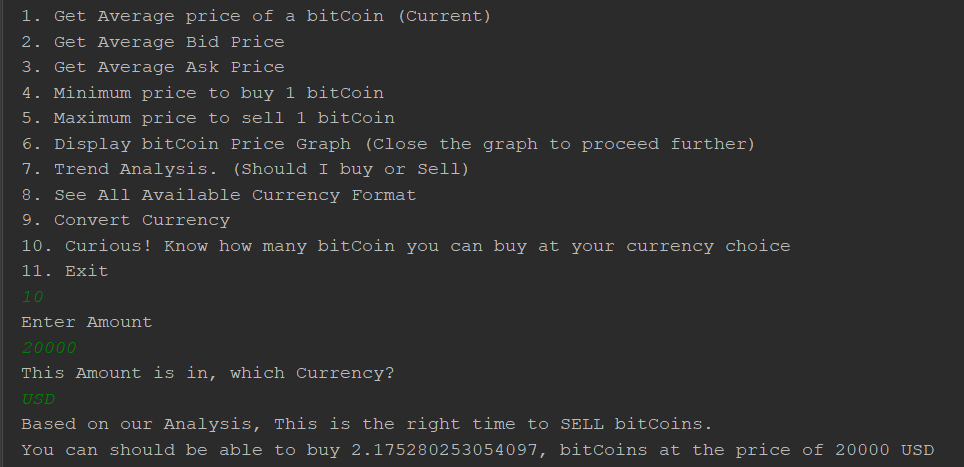 1. Get Average price of a bitCoin (Current)
2. Get Average Bid Price
3. Get Average Ask Price
4. Minimum price to buy 1 bitCoin
5. Maximum price to sell 1 bitCoin
6. Display bitCoin Price Graph (Close the graph to proceed further)
7. Trend Analysis. (Should I buy or Sell)
8. See All Available Currency Format
9. Convert Currency
10. Curious! Know how many bitCoin you can buy at your currency choice
11. Exit
10
Enter Amount
20000
This Amount is in, which Currency?
USD
Based on our Analysis, This is the right time to SELL bitCoins.
You can should be able to buy 2.175280253054097, bitCoins at the price of 20000 USD